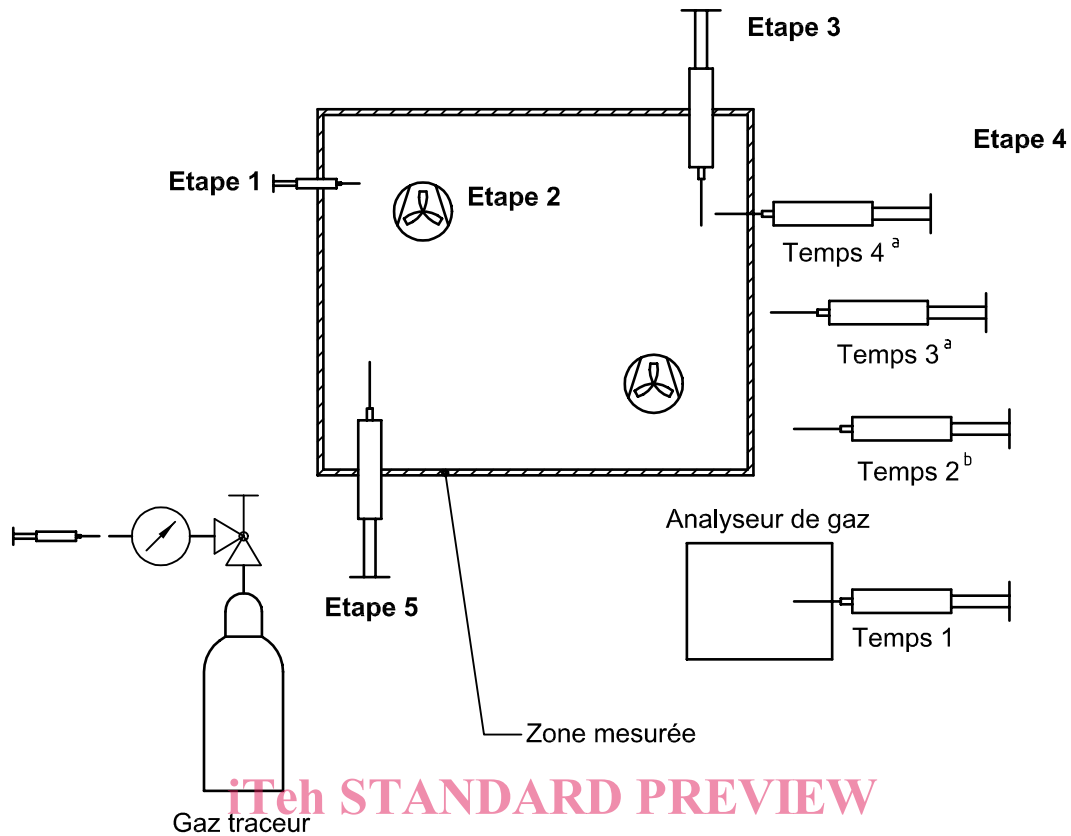 Etape 3
Etape 4
Etape 1
Etape 2
Temps 4 a
Temps 3 a
Temps 2 b
Analyseur de gaz
Etape 5
Temps 1
Zone mesurée
iTeh STANDARD PREVIEW
Gaz traceur